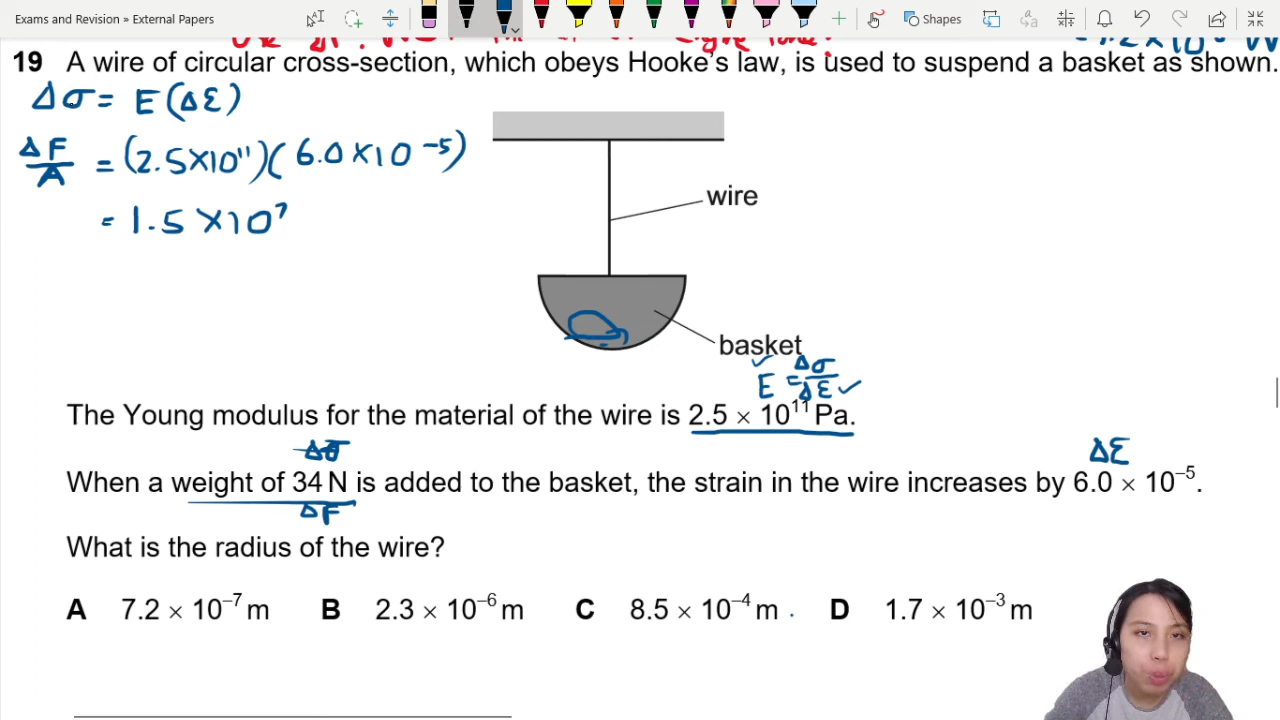 Exams and Revision » External Papers
Shapes
19 A wire of circular cross-section, which obeys Hooke's law, is used to suspend a basket as shown.
Δσ = E(Δε)
ΔF/A = (2.5×10¹¹)(6.0×10⁻⁵)
= 1.5×10⁷
wire
basket
E = Δσ/Δε
The Young modulus for the material of the wire is 2.5 × 10¹¹ Pa.
Δσ
Δε
When a weight of 34 N is added to the basket, the strain in the wire increases by 6.0 × 10⁻⁵.
ΔF
What is the radius of the wire?
A 7.2 × 10⁻⁷ m B 2.3 × 10⁻⁶ m C 8.5 × 10⁻⁴ m D 1.7 × 10⁻³ m